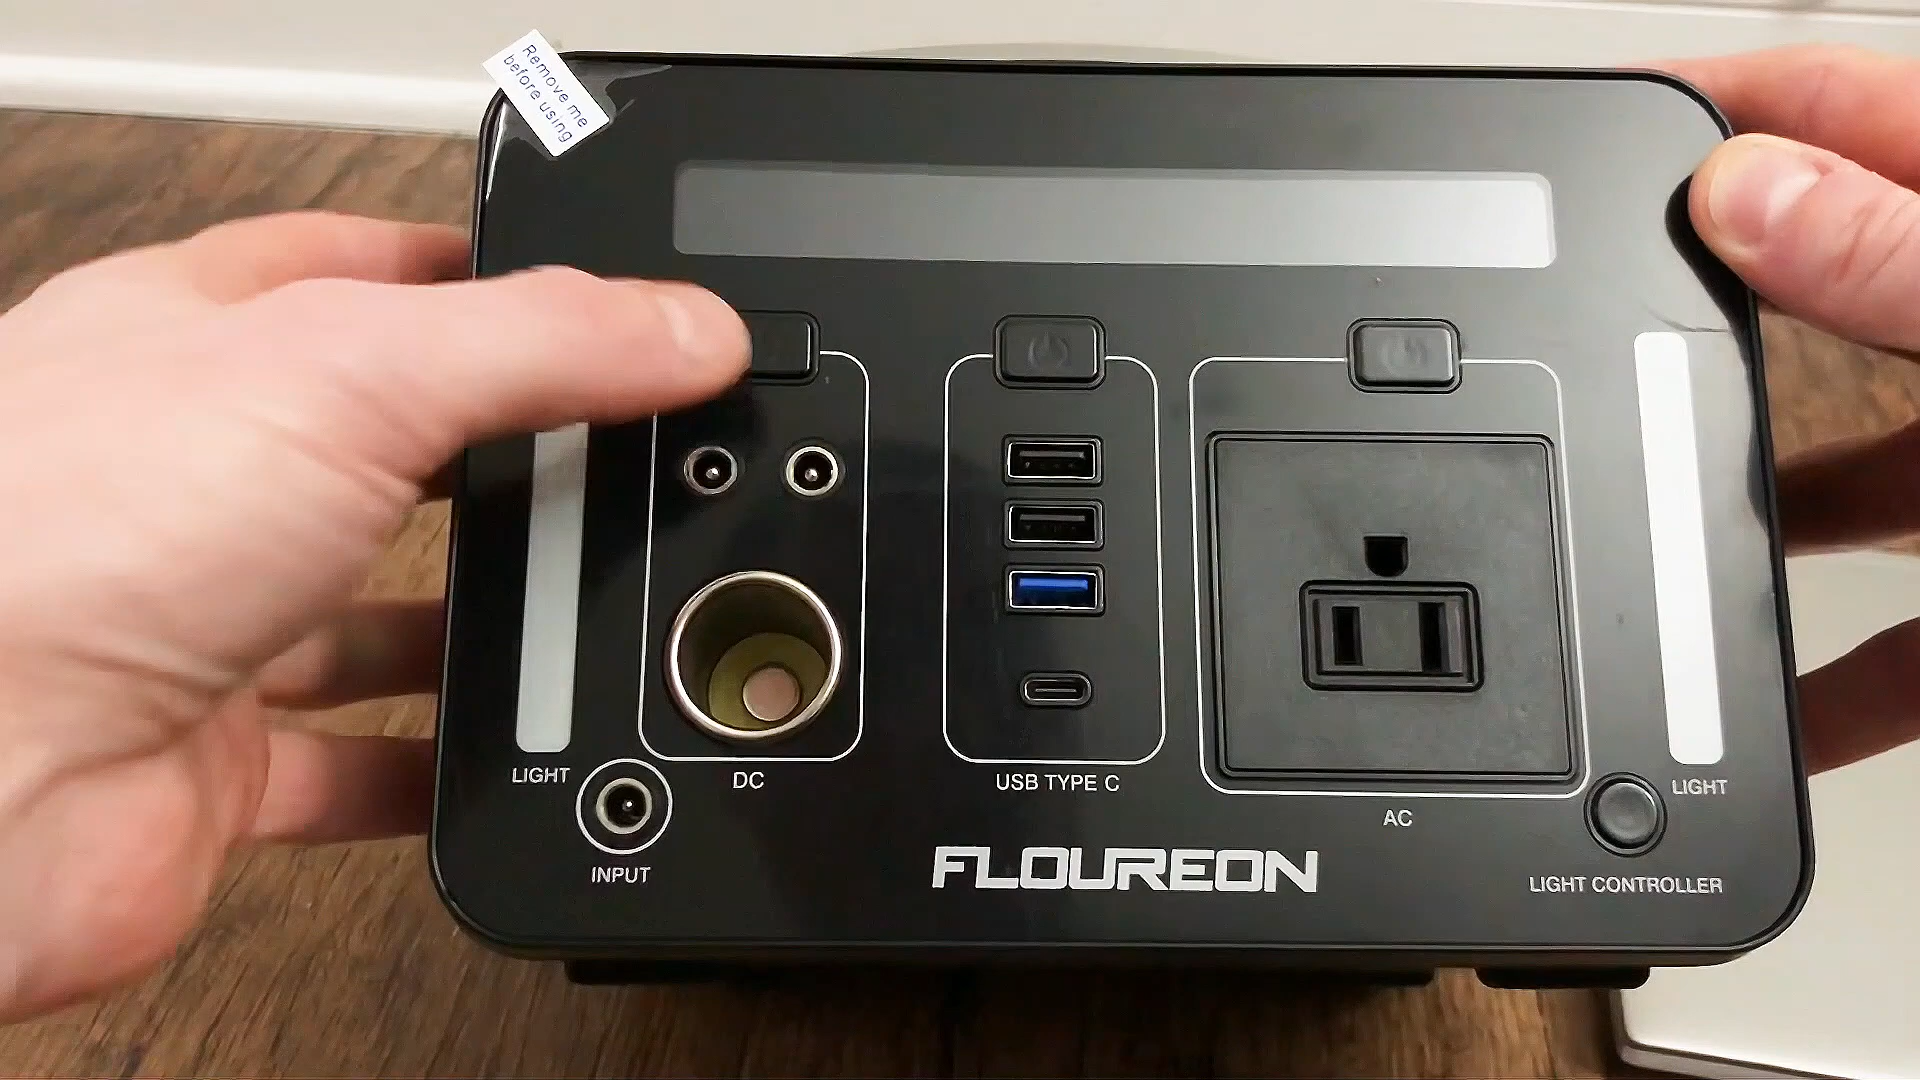 Remove me
before using
LIGHT
DC
USB TYPE C
LIGHT
AC
INPUT
FLOUREON
LIGHT CONTROLLER